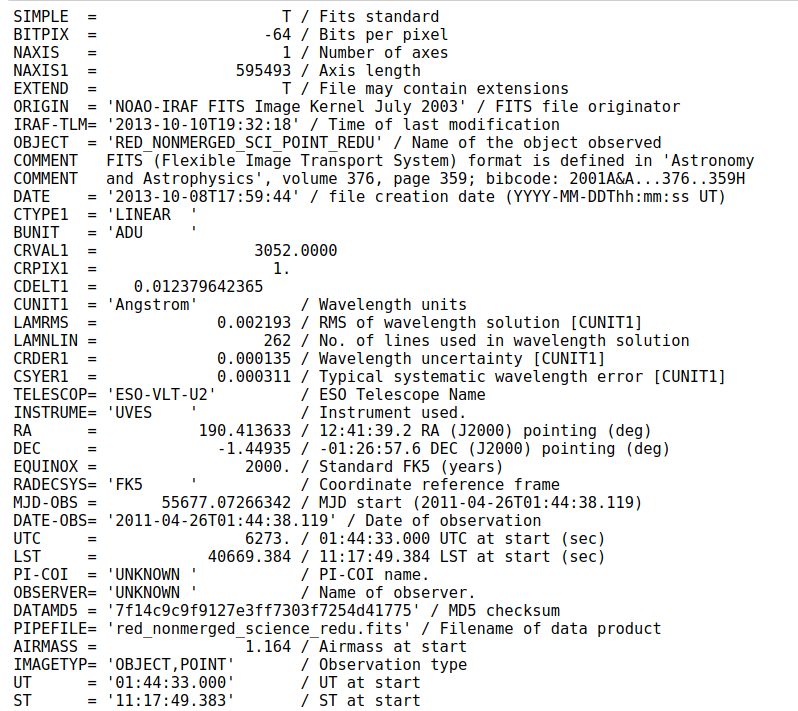 SIMPLE  =                    T / Fits standard
BITPIX  =                  -64 / Bits per pixel
NAXIS   =                    1 / Number of axes
NAXIS1  =               595493 / Axis length
EXTEND  =                    T / File may contain extensions
ORIGIN  = 'NOAO-IRAF FITS Image Kernel July 2003' / FITS file originator
IRAF-TLM= '2013-10-10T19:32:18' / Time of last modification
OBJECT  = 'RED_NONMERGED_SCI_POINT_REDU' / Name of the object observed
COMMENT   FITS (Flexible Image Transport System) format is defined in 'Astronomy
COMMENT   and Astrophysics', volume 376, page 359; bibcode: 2001A&A...376..359H
DATE    = '2013-10-08T17:59:44' / file creation date (YYYY-MM-DDThh:mm:ss UT)
CTYPE1  = 'LINEAR  '
BUNIT   = 'ADU     '
CRVAL1  =                 3052.0000
CRPIX1  =                   1.
CDELT1  =    0.012379642365
CUNIT1  = 'Angstrom'           / Wavelength units
LAMRMS  =             0.002193 / RMS of wavelength solution [CUNIT1]
LAMNLIN =                  262 / No. of lines used in wavelength solution
CRDER1  =             0.000135 / Wavelength uncertainty [CUNIT1]
CSYER1  =             0.000311 / Typical systematic wavelength error [CUNIT1]
TELESCOP= 'ESO-VLT-U2'         / ESO Telescope Name
INSTRUME= 'UVES    '           / Instrument used.
RA      =           190.413633 / 12:41:39.2 RA (J2000) pointing (deg)
DEC     =             -1.44935 / -01:26:57.6 DEC (J2000) pointing (deg)
EQUINOX =                2000. / Standard FK5 (years)
RADECSYS= 'FK5     '           / Coordinate reference frame
MJD-OBS =       55677.07266342 / MJD start (2011-04-26T01:44:38.119)
DATE-OBS= '2011-04-26T01:44:38.119' / Date of observation
UTC     =                6273. / 01:44:33.000 UTC at start (sec)
LST     =            40669.384 / 11:17:49.384 LST at start (sec)
PI-COI  = 'UNKNOWN '           / PI-COI name.
OBSERVER= 'UNKNOWN '           / Name of observer.
DATAMD5 = '7f14c9c9f9127e3ff7303f7254d41775' / MD5 checksum
PIPEFILE= 'red_nonmerged_science_redu.fits' / Filename of data product
AIRMASS =                1.164 / Airmass at start
IMAGETYP= 'OBJECT,POINT'       / Observation type
UT      = '01:44:33.000'       / UT at start
ST      = '11:17:49.383'       / ST at start